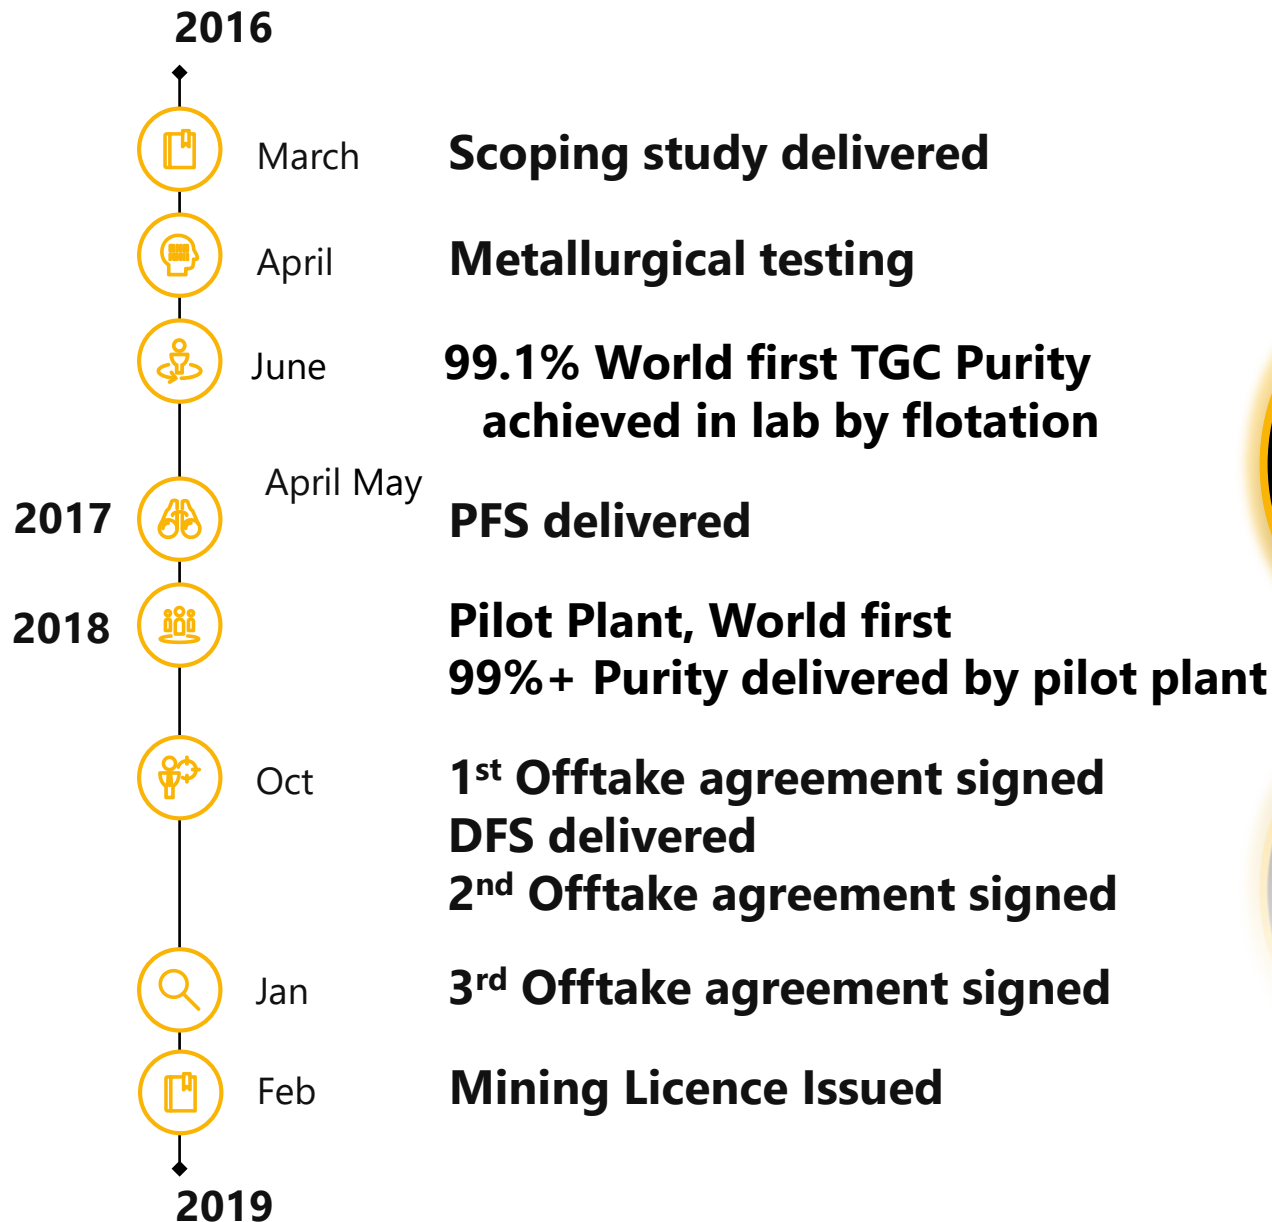 2016
March Scoping study delivered
April Metallurgical testing
June 99.1% World first TGC Purity
achieved in lab by flotation
April May
2017 PFS delivered
2018 Pilot Plant, World first
99%+ Purity delivered by pilot plant
Oct 1st Offtake agreement signed
DFS delivered
2nd Offtake agreement signed
Jan 3rd Offtake agreement signed
Feb Mining Licence Issued
2019